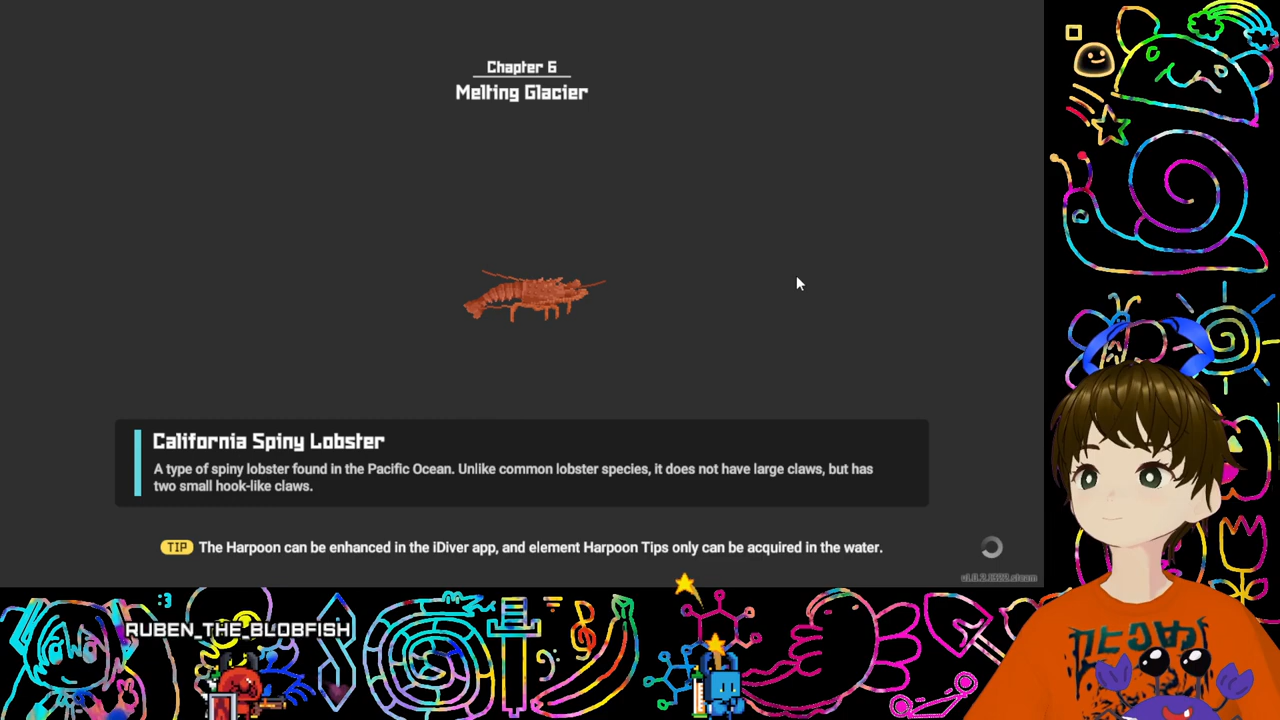 Chapter 6
Melting Glacier
California Spiny Lobster
A type of spiny lobster found in the Pacific Ocean. Unlike common lobster species, it does not have large claws, but has
two small hook-like claws.
TIP The Harpoon can be enhanced in the iDiver app, and element Harpoon Tips only can be acquired in the water.
:3
RUBEN_THE_BLOBFISH